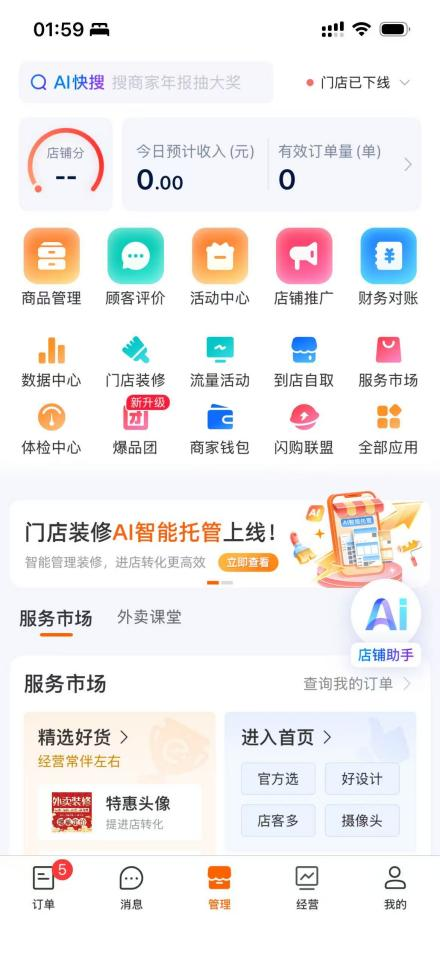 01:59
AI快搜 搜商家年报抽大奖
门店已下线
店铺分
--
今日预计收入 (元)
0.00
有效订单量 (单)
0
商品管理 顾客评价 活动中心 店铺推广 财务对账
数据中心 门店装修 流量活动 到店自取 服务市场
新升级
团
体检中心 爆品团 商家钱包 闪购联盟 全部应用
门店装修AI智能托管上线!
智能管理装修，进店转化更高效 立即查看
AI
AI智能托管
服务市场 外卖课堂
Ai
店铺助手
服务市场 查询我的订单
精选好货
经营常伴左右
外卖装修
特惠头像
提进店转化
进入首页
官方选 好设计
店客多 摄像头
5
订单 消息 管理 经营 我的